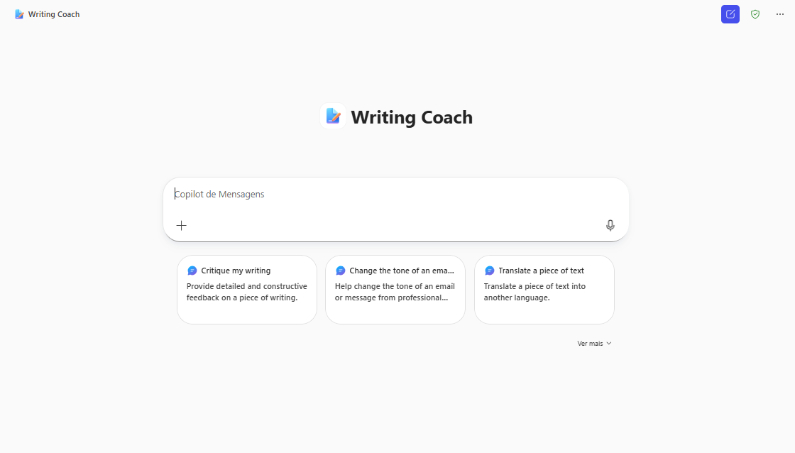 Writing Coach
Writing Coach
Copilot de Mensagens
Critique my writing
Provide detailed and constructive
feedback on a piece of writing.
Change the tone of an ema...
Help change the tone of an email
or message from professional...
Translate a piece of text
Translate a piece of text into
another language.
Ver mais